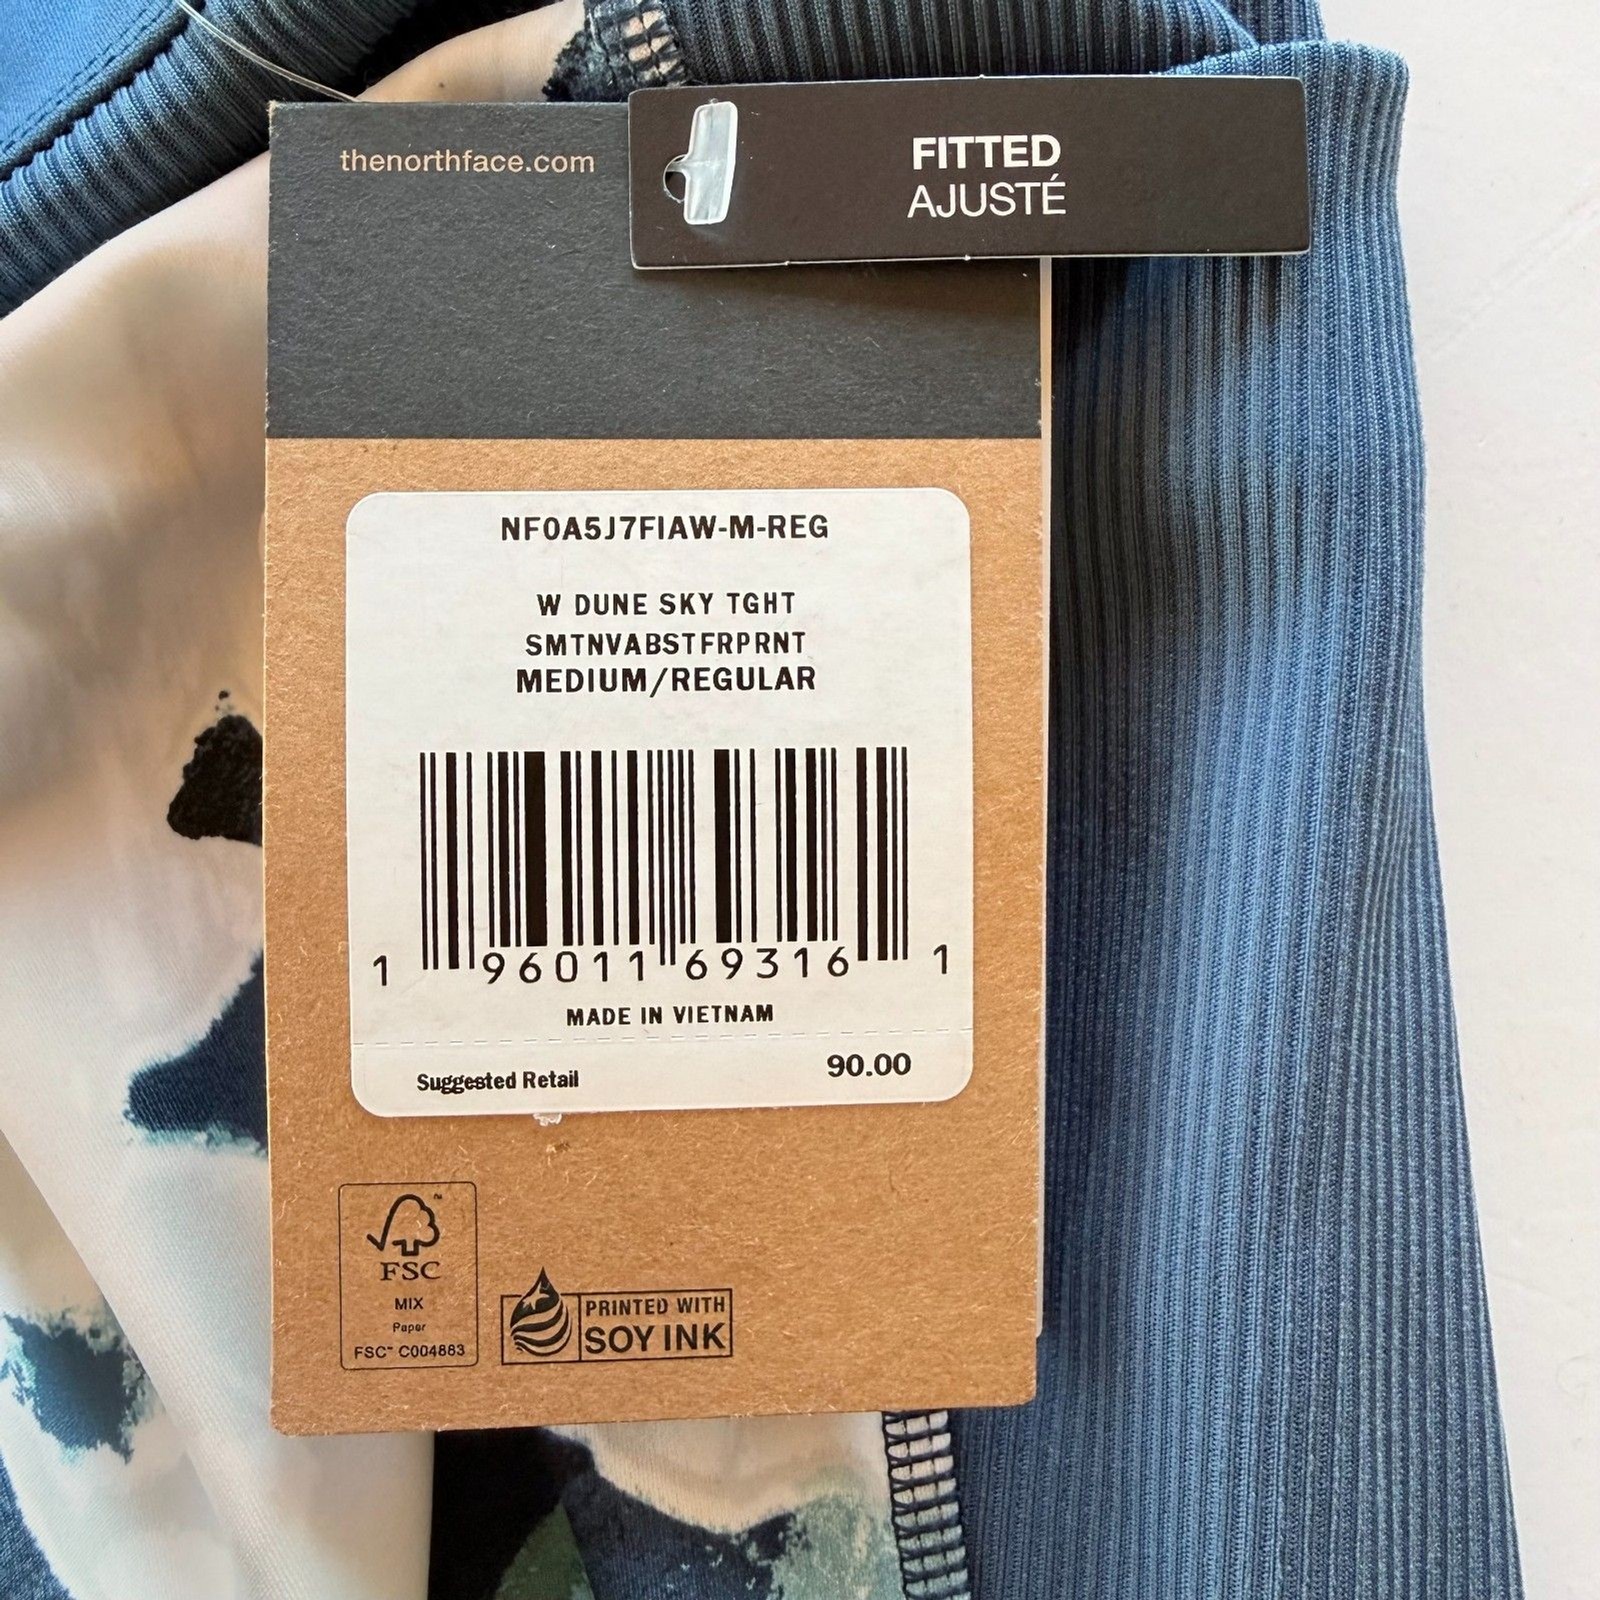 thenorthface.com
FITTED
AJUSTÉ
NF0A5J7FIAW-M-REG
W DUNE SKY TGHT
SMTNVABSTFRPRNT
MEDIUM/REGULAR
1 96011 69316 1
MADE IN VIETNAM
Suggested Retail 90.00
FSC
MIX
Paper
FSC™ C004883
PRINTED WITH
SOY INK